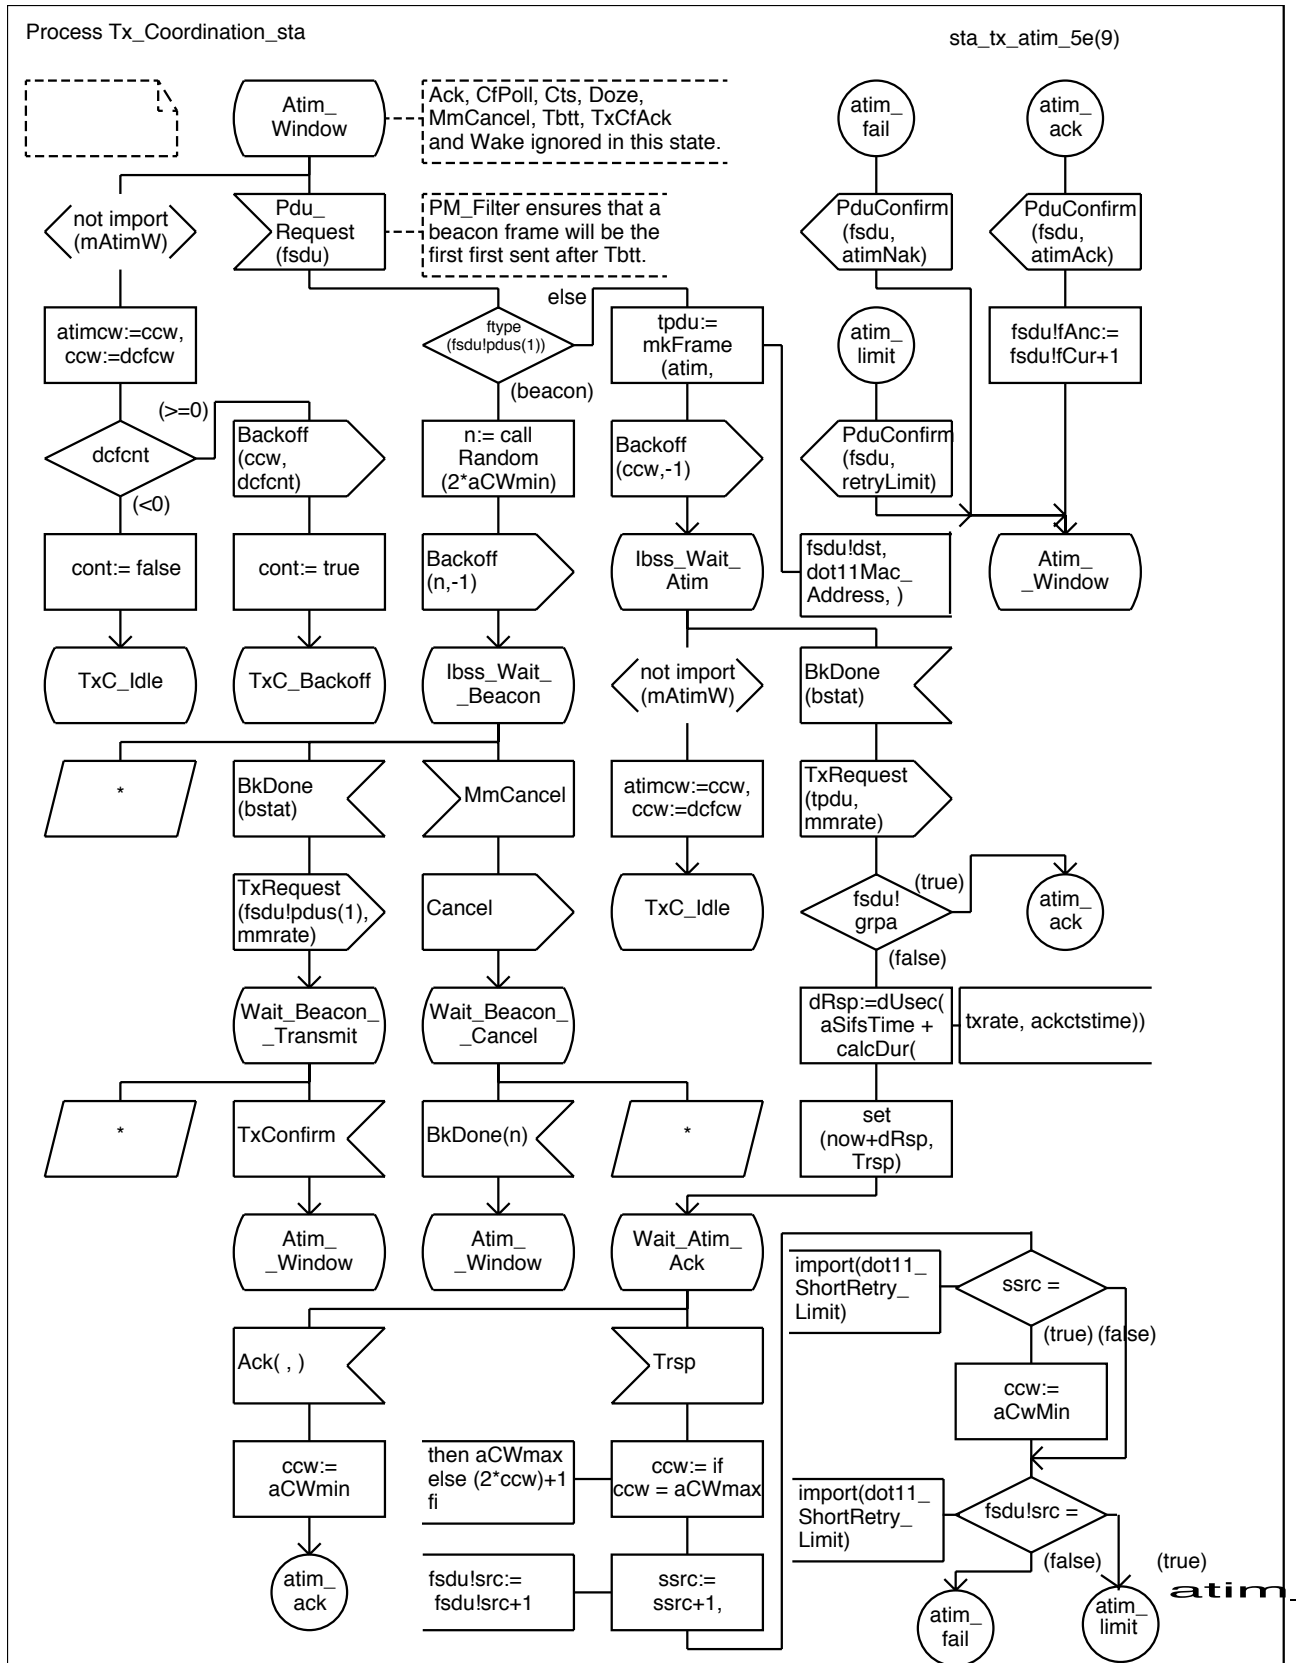 Process Tx_Coordination_sta
sta_tx_atim_5e(9)
Atim_
_Window
Ack, CfPoll, Cts, Doze,
MmCancel, Tbtt, TxCfAck
and Wake ignored in this state.
atim_
fail
atim_
ack
not import
(mAtimW)
Pdu_
Request
(fsdu)
PM_Filter ensures that a
beacon frame will be the
first first sent after Tbtt.
PduConfirm
(fsdu,
atimNak)
PduConfirm
(fsdu,
atimAck)
else
atimcw:=ccw,
ccw:=dcfcw
ftype
(fsdu!pdus(1))
(beacon)
tpdu:=
mkFrame
(atim,
atim_
limit
fsdu!fAnc:=
fsdu!fCur+1
(>=0)
dcfcnt
(<0)
Backoff
(ccw,
dcfcnt)
n:= call
Random
(2*aCWmin)
Backoff
(ccw,-1)
PduConfirm
(fsdu,
retryLimit)
cont:= false
cont:= true
Backoff
(n,-1)
Ibss_Wait_
_Atim
fsdu!dst,
dot11Mac_
Address, )
Atim_
_Window
TxC_Idle
TxC_Backoff
Ibss_Wait_
_Beacon
not import
(mAtimW)
BkDone
(bstat)
*
BkDone
(bstat)
MmCancel
atimcw:=ccw,
ccw:=dcfcw
TxRequest
(tpdu,
mmrate)
TxRequest
(fsdu!pdus(1),
mmrate)
Cancel
TxC_Idle
fsdu!
grpa
(true)
(false)
atim_
ack
Wait_Beacon_
_Transmit
Wait_Beacon_
_Cancel
dRsp:=dUsec(
aSifsTime +
calcDur(
txrate, ackctstime))
*
TxConfirm
BkDone(n)
*
set
(now+dRsp,
Trsp)
Atim_
_Window
Atim_
_Window
Wait_Atim_
Ack
import(dot11_
ShortRetry_
Limit)
ssrc =
(true)
(false)
Ack( , )
Trsp
ccw:=
aCwMin
ccw:=
aCWmin
then aCWmax
else (2*ccw)+1
fi
ccw:= if
ccw = aCWmax
import(dot11_
ShortRetry_
Limit)
fsdu!src =
(false)
(true)
atim_
ack
fsdu!src:=
fsdu!src+1
ssrc:=
ssrc+1,
atim_
fail
atim_
limit
atim_